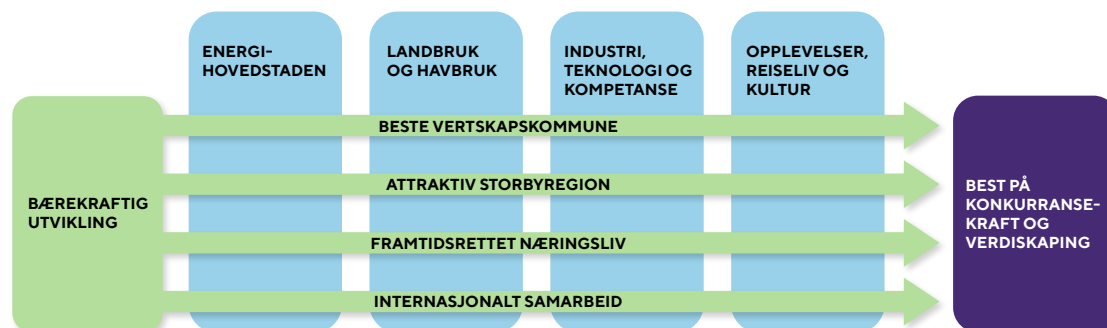 ENERGI-
HOVEDSTADEN
LANDBRUK
OG HAVBRUK
INDUSTRI,
TEKNOLOGI OG
KOMPETANSE
OPPLEVELSER,
REISELIV OG
KULTUR
BÆREKRAFTIG
UTVIKLING
BESTE VERTSKAPSKOMMUNE
ATTRAKTIV STORBYREGION
FRAMTIDSRETTET NÆRINGSLIV
INTERNASJONALT SAMARBEID
BEST PÅ
KONKURRANSE-
KRAFT OG
VERDISKAPING